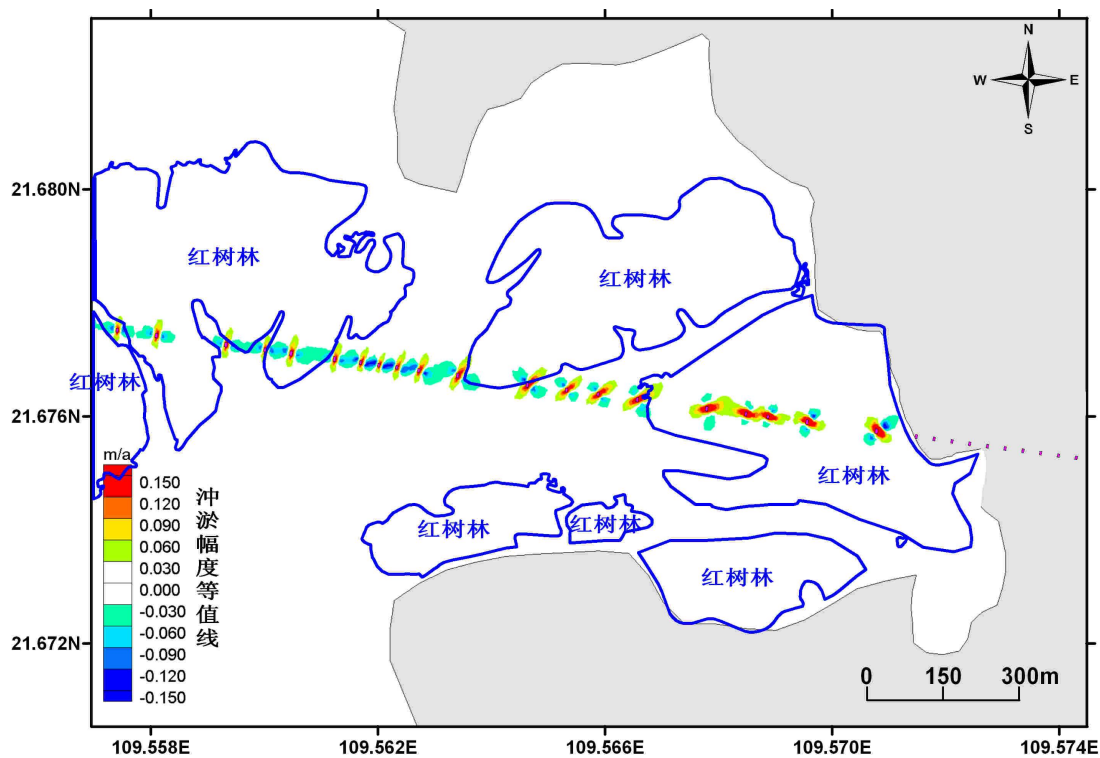 N
W
E
S
21.680N
21.676N
21.672N
红树林
红树林
红树林
红树林
红树林
红树林
红树林
m/a
0.150
0.120
0.090
0.060
0.030
0.000
-0.030
-0.060
-0.090
-0.120
-0.150
冲淤幅度等值线
0
150
300m
109.558E
109.562E
109.566E
109.570E
109.574E